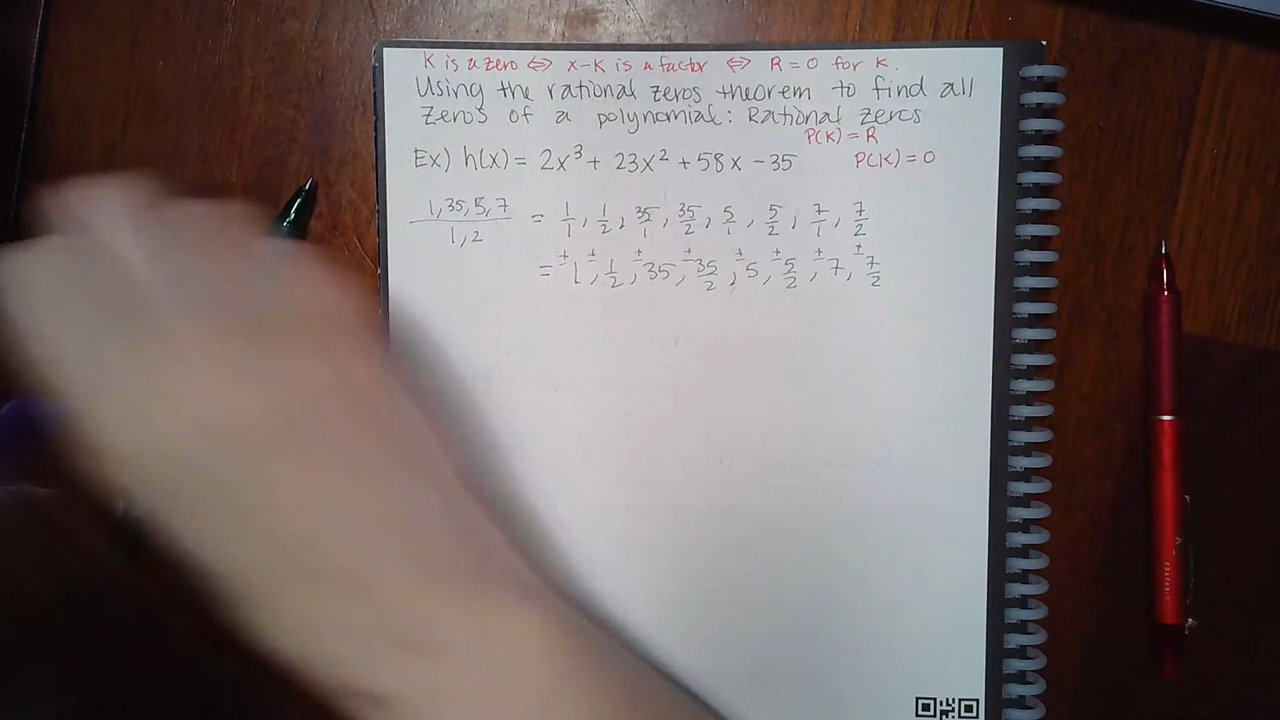 K is a zero ⇔ x-K is a factor ⇔ R = 0 for K.
Using the rational zeros theorem to find all
zeros of a polynomial: Rational zeros
P(K) = R
Ex) h(x) = 2x³ + 23x² + 58x - 35
P(K) = 0
1, 35, 5, 7 / 1, 2 = 1/1, 1/2, 35/1, 35/2, 5/1, 5/2, 7/1, 7/2
= ±1, ±1/2, ±35, ±35/2, ±5, ±5/2, ±7, ±7/2